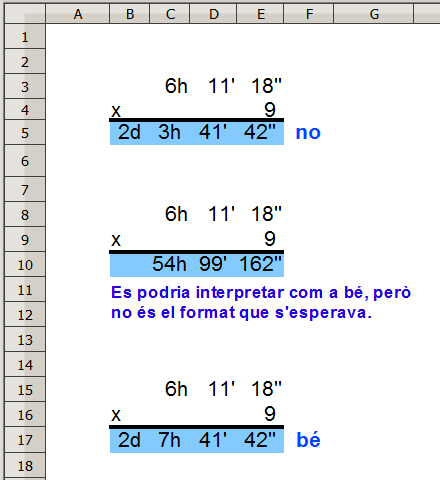 A B C D E F G
1
2
3 6h 11' 18"
4 x 9
5 2d 3h 41' 42" no
6
7
8 6h 11' 18"
9 x 9
10 54h 99' 162"
11 Es podria interpretar com a bé, però
12 no és el format que s'esperava.
13
14
15 6h 11' 18"
16 x 9
17 2d 7h 41' 42" bé
18